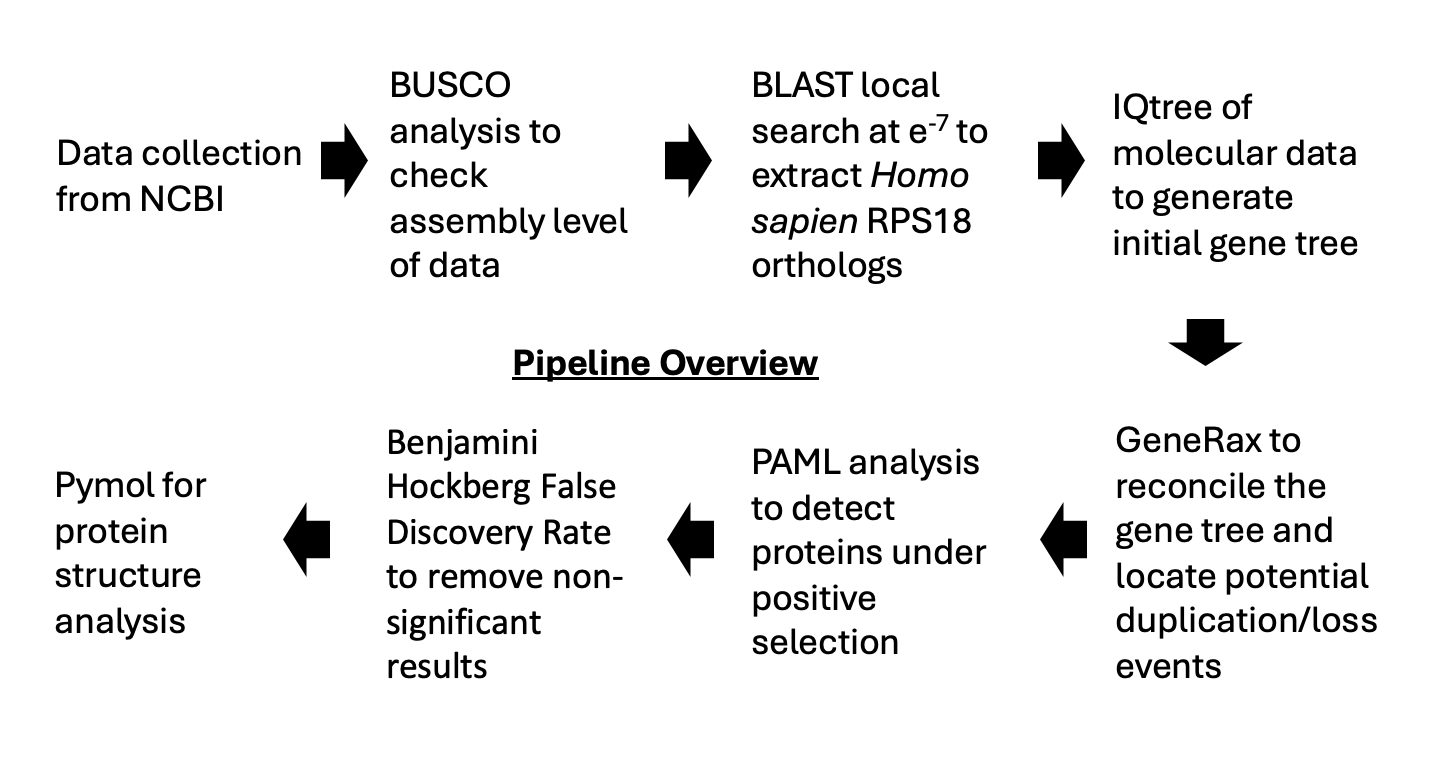 Data collection
from NCBI
BUSCO
analysis to
check
assembly level
of data
BLAST local
search at e-7 to
extract Homo
sapien RPS18
orthologs
IQtree of
molecular data
to generate
initial gene tree
Pipeline Overview
GeneRax to
reconcile the
gene tree and
locate potential
duplication/loss
events
PAML analysis
to detect
proteins under
positive
selection
Benjamini
Hockberg False
Discovery Rate
to remove non-
significant
results
Pymol for
protein
structure
analysis